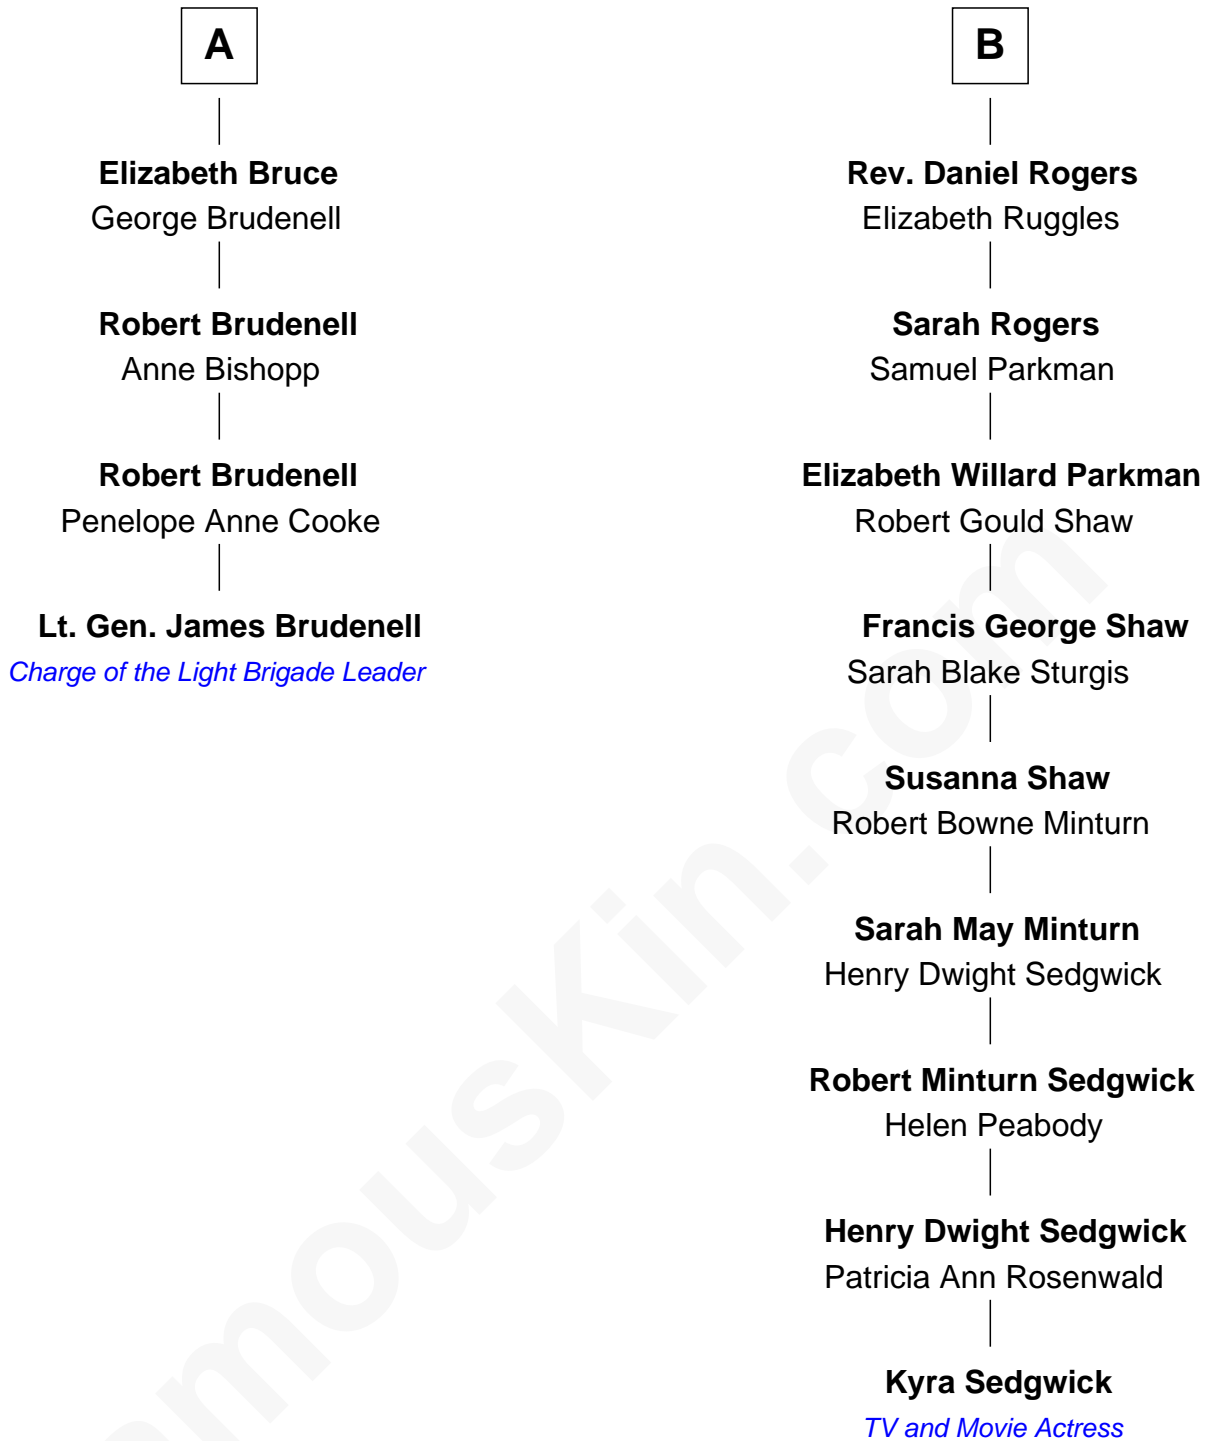 A
Elizabeth Bruce
George Brudenell
Robert Brudenell
Anne Bishopp
Robert Brudenell
Penelope Anne Cooke
Lt. Gen. James Brudenell
Charge of the Light Brigade Leader
B
Rev. Daniel Rogers
Elizabeth Ruggles
Sarah Rogers
Samuel Parkman
Elizabeth Willard Parkman
Robert Gould Shaw
Francis George Shaw
Sarah Blake Sturgis
Susanna Shaw
Robert Bowne Minturn
Sarah May Minturn
Henry Dwight Sedgwick
Robert Minturn Sedgwick
Helen Peabody
Henry Dwight Sedgwick
Patricia Ann Rosenwald
Kyra Sedgwick
TV and Movie Actress
amouskin.com